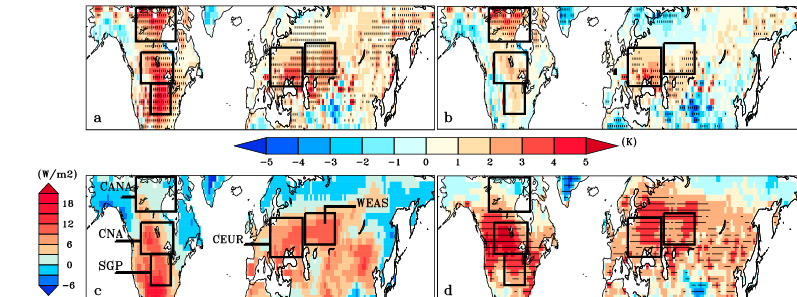 a
b
(K)
−5 −4 −3 −2 −1 0 1 2 3 4 5
(W/m2)
18
12
6
0
−6
CANA
CNA
SGP
CEUR
WEAS
c
d